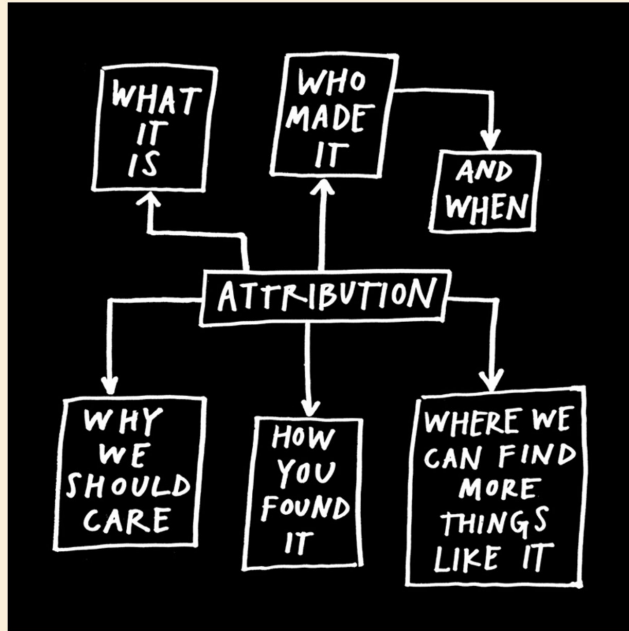 WHAT
IT
IS
WHO
MADE
IT
AND
WHEN
ATTRIBUTION
WHY
WE
SHOULD
CARE
HOW
YOU
FOUND
IT
WHERE WE
CAN FIND
MORE
THINGS
LIKE IT